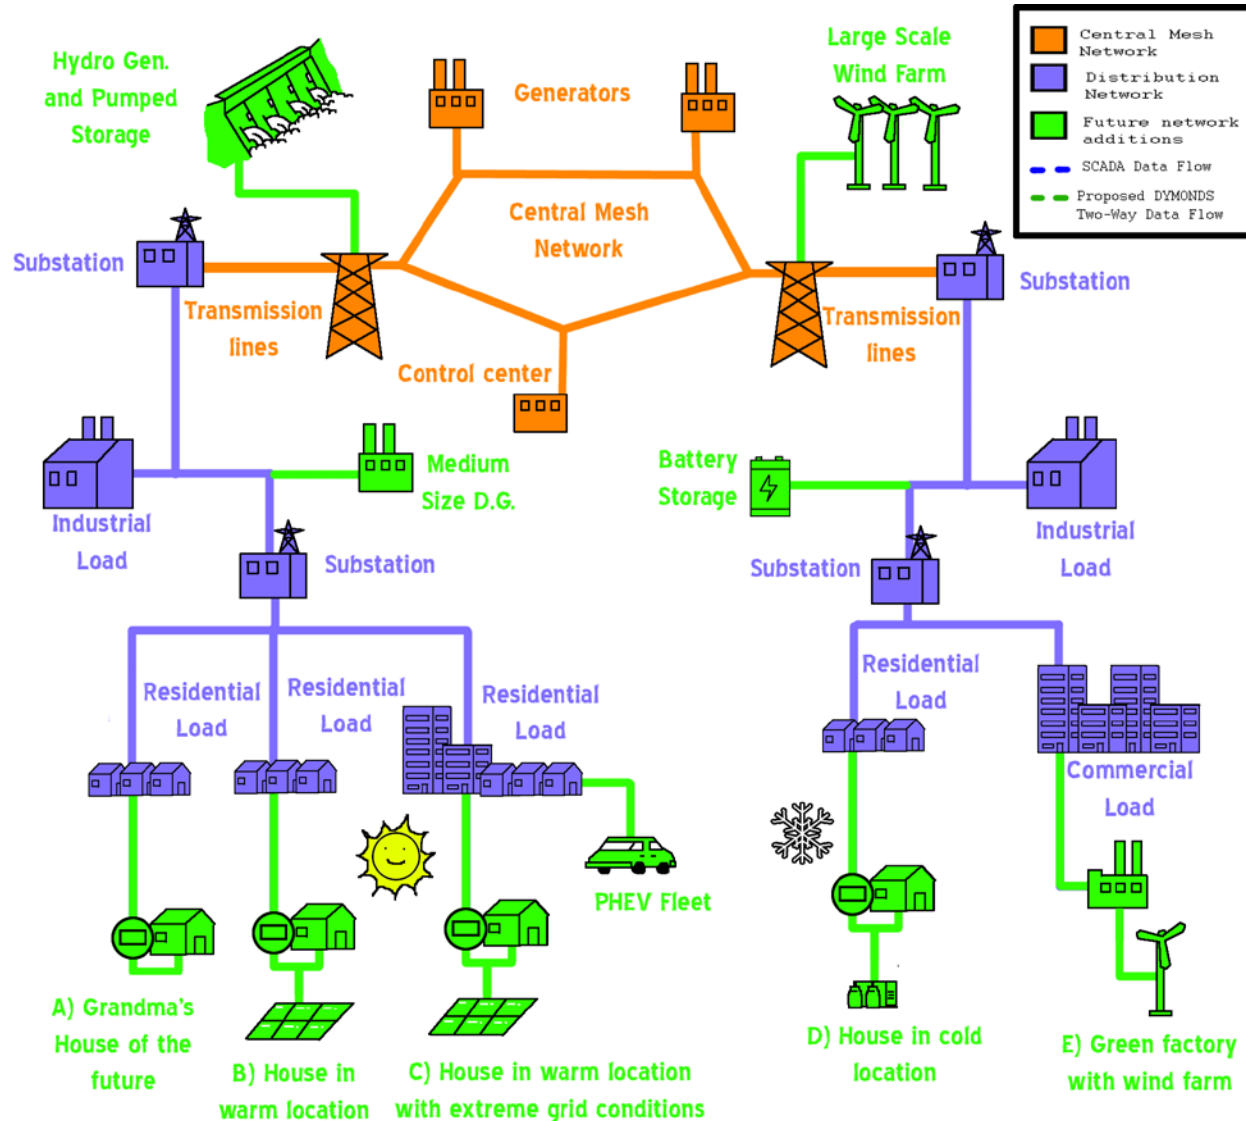 Hydro Gen.
and Pumped
Storage
Generators
Large Scale
Wind Farm
Central Mesh
Network
Distribution
Network
Future network
additions
SCADA Data Flow
Proposed DYMONDS
Two-Way Data Flow
Central Mesh
Network
Substation
Substation
Transmission
lines
Transmission
lines
Control center
Medium
Size D.G.
Battery
Storage
Industrial
Load
Industrial
Load
Substation
Substation
Residential
Load
Residential
Load
Residential
Load
Residential
Load
Commercial
Load
PHEV Fleet
A) Grandma's
House of the
future
B) House in
warm location
C) House in warm location
with extreme grid conditions
D) House in cold
location
E) Green factory
with wind farm